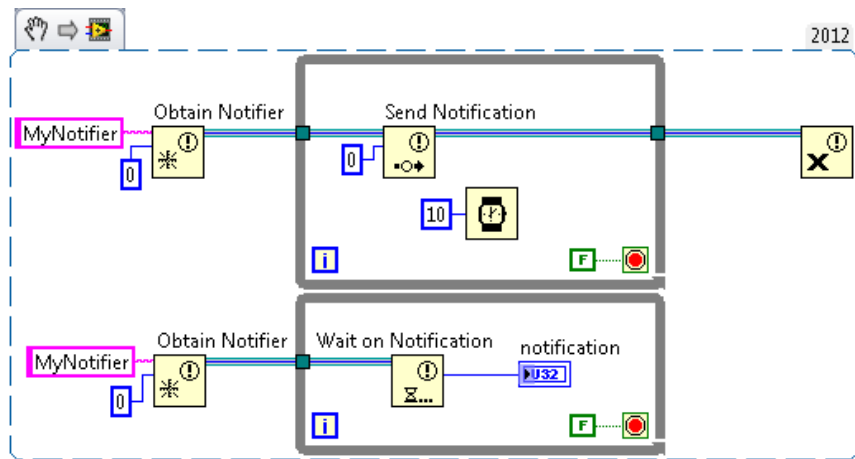 2012
Obtain Notifier
Send Notification
MyNotifier
0
0
10
i
F
Obtain Notifier
Wait on Notification
notification
MyNotifier
U32
0
i
F